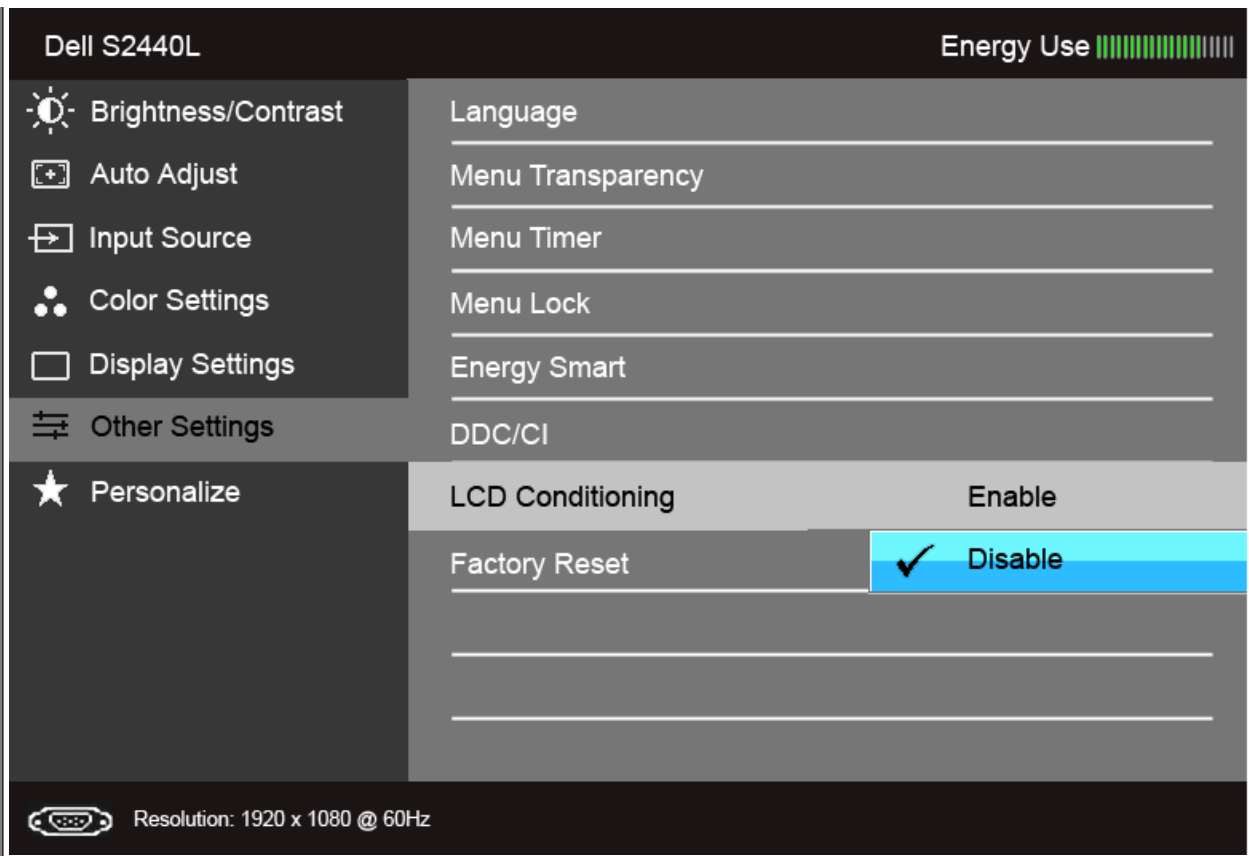 Dell S2440L
Energy Use
Brightness/Contrast
Auto Adjust
Input Source
Color Settings
Display Settings
Other Settings
Personalize
Language
Menu Transparency
Menu Timer
Menu Lock
Energy Smart
DDC/CI
LCD Conditioning
Enable
Disable
Factory Reset
Resolution: 1920 x 1080 @ 60Hz